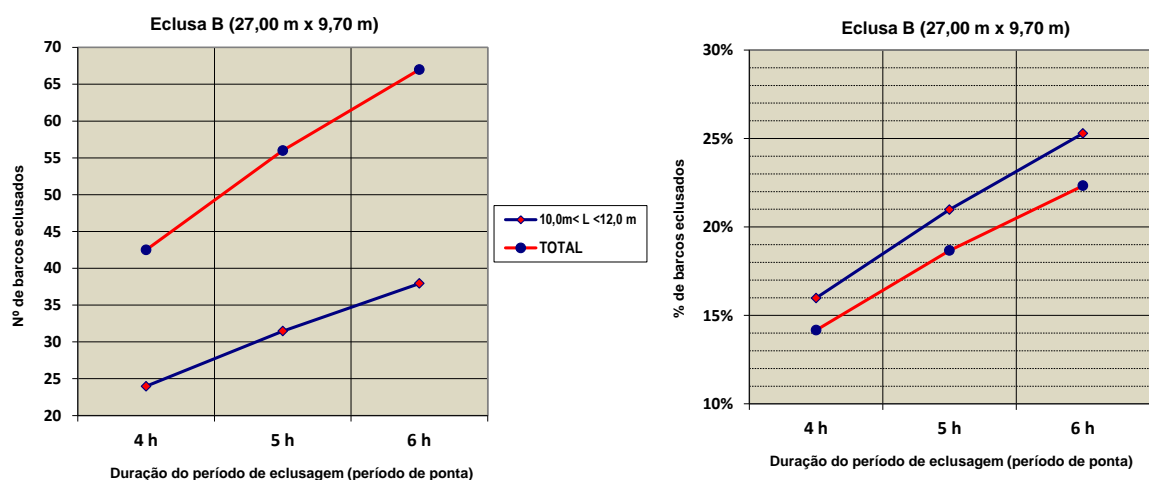 Eclusa B (27,00 m x 9,70 m)
70
65
60
55
50
45
40
35
30
25
20
Nº de barcos eclusados
4 h 5 h 6 h
Duração do período de eclusagem (período de ponta)
10,0m< L <12,0 m
TOTAL
Eclusa B (27,00 m x 9,70 m)
30%
25%
20%
15%
10%
% de barcos eclusados
4 h 5 h 6 h
Duração do período de eclusagem (período de ponta)